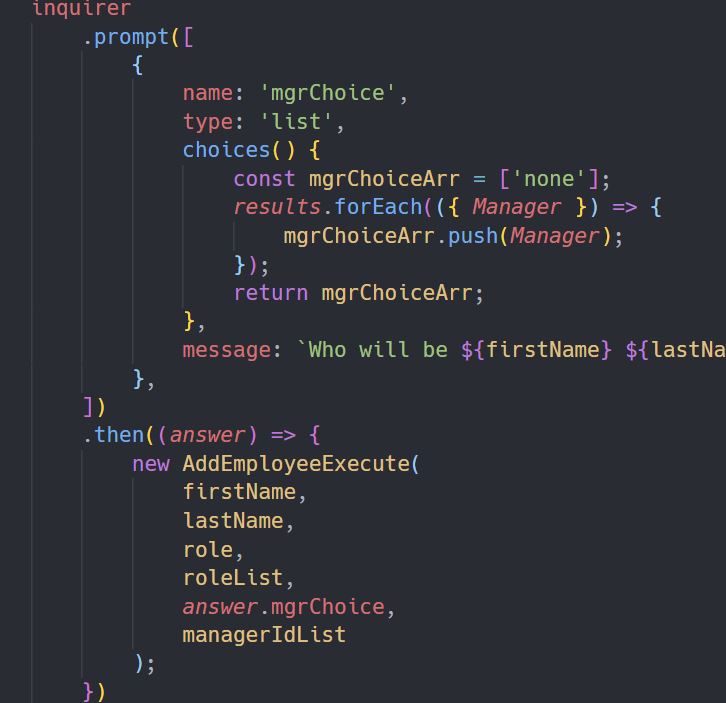 inquirer
.prompt([
{
name: 'mgrChoice',
type: 'list',
choices() {
const mgrChoiceArr = ['none'];
results.forEach(({ Manager }) => {
mgrChoiceArr.push(Manager);
});
return mgrChoiceArr;
},
message: `Who will be ${firstName} ${lastNa
},
])
.then((answer) => {
new AddEmployeeExecute(
firstName,
lastName,
role,
roleList,
answer.mgrChoice,
managerIdList
);
})